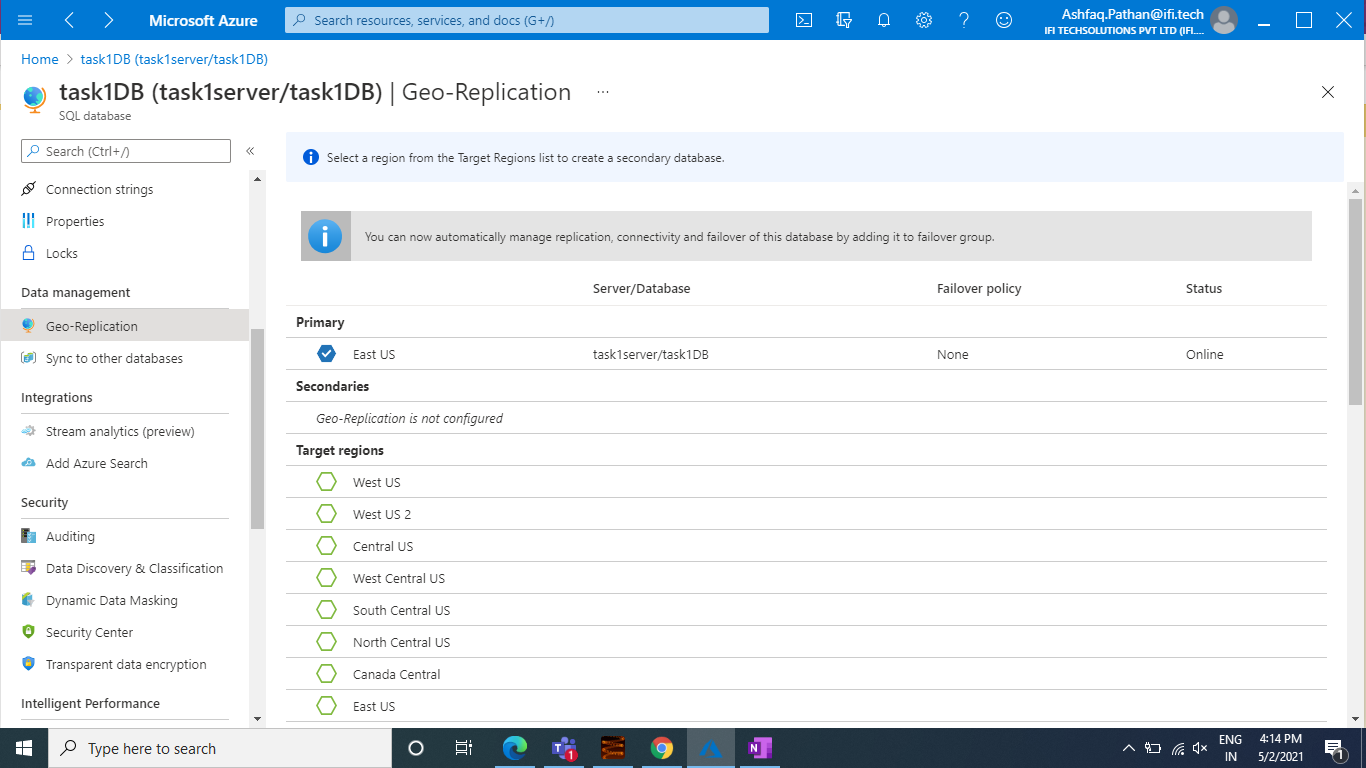 Microsoft Azure
Search resources, services, and docs (G+/)
Ashfaq.Pathan@ifi.tech
IFI TECHSOLUTIONS PVT LTD (IFI....
Home > task1DB (task1server/task1DB)
task1DB (task1server/task1DB) | Geo-Replication ...
SQL database
Search (Ctrl+/)
«
Connection strings
Properties
Locks
Data management
Geo-Replication
Sync to other databases
Integrations
Stream analytics (preview)
Add Azure Search
Security
Auditing
Data Discovery & Classification
Dynamic Data Masking
Security Center
Transparent data encryption
Intelligent Performance
Select a region from the Target Regions list to create a secondary database.
You can now automatically manage replication, connectivity and failover of this database by adding it to failover group.
Server/Database Failover policy Status
Primary
East US task1server/task1DB None Online
Secondaries
Geo-Replication is not configured
Target regions
West US
West US 2
Central US
West Central US
South Central US
North Central US
Canada Central
East US
Type here to search
1
ENG
IN
4:14 PM
5/2/2021
1